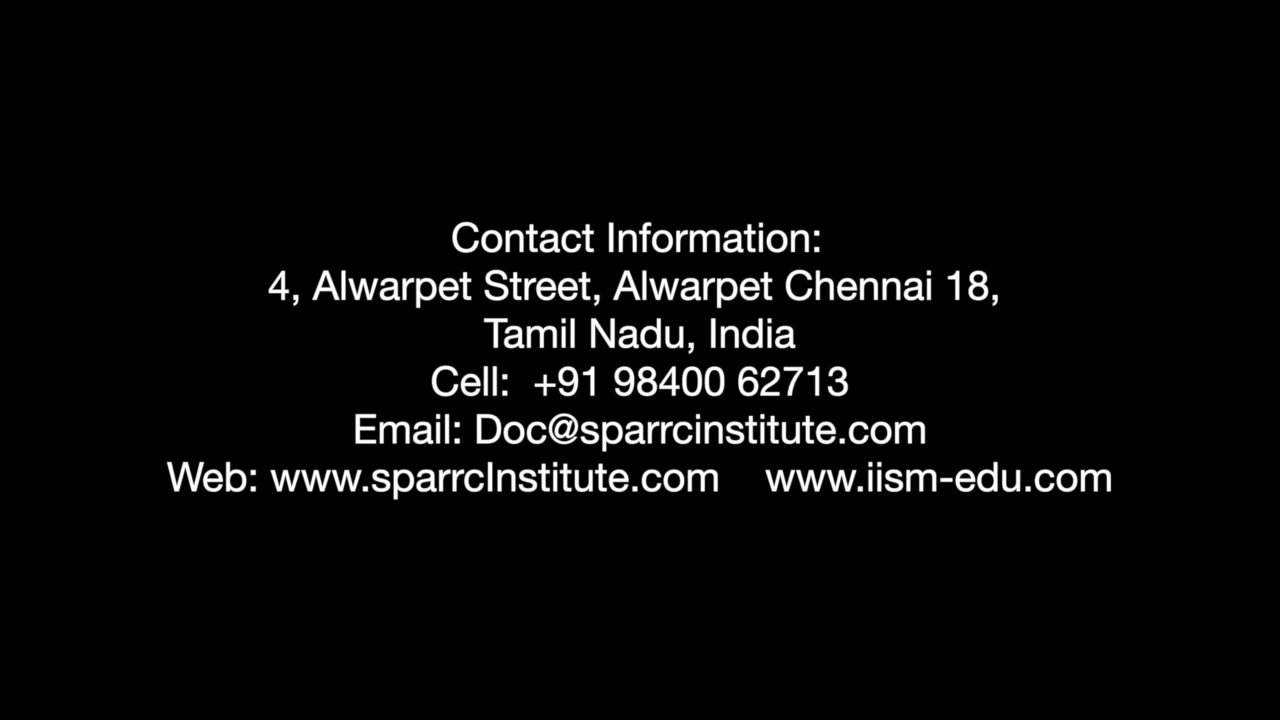 Contact Information:
4, Alwarpet Street, Alwarpet Chennai 18,
Tamil Nadu, India
Cell:  +91 98400 62713
Email: Doc@sparrcinstitute.com
Web: www.sparrcInstitute.com    www.iism-edu.com